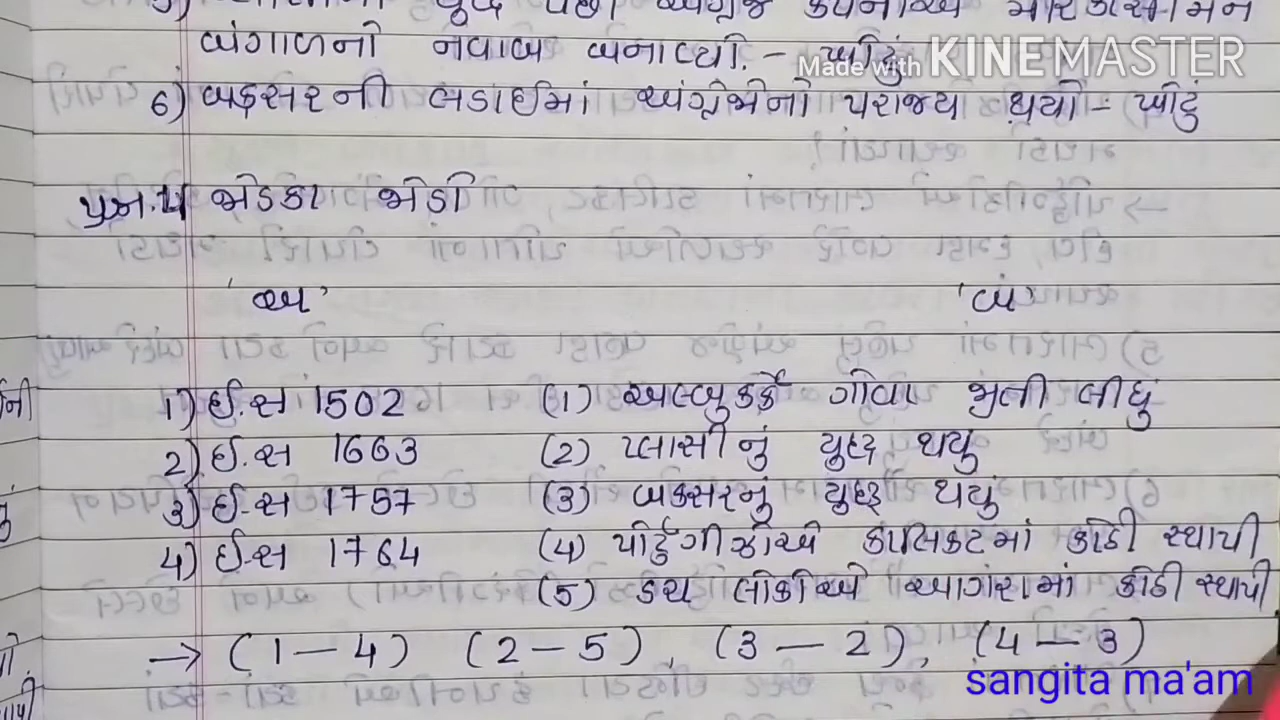 બંગાળનો નવાબ બનાવ્યો. - ખોટું
Made with KINEMASTER
6) બક્સરની લડાઈમાં અંગ્રેજોનો પરાજય થયો - ખોટું
પ્રશ્ન.4 જોડકા જોડો
'અ' 'બ'
1) ઈ.સ 1502 (1) અલ્બુકર્કે ગોવા જીતી લીધું
2) ઈ.સ 1663 (2) પ્લાસીનું યુદ્ધ થયુ
3) ઈ.સ 1757 (3) બક્સરનું યુદ્ધ થયું
4) ઈ.સ 1764 (4) પોર્ટુગીઝોએ કાલિકટમાં કોઠી સ્થાપી
(5) ડચ લોકોએ આગરામાં કોઠી સ્થાપી
→ (1 – 4) (2 – 5), (3 – 2), (4 – 3)
sangita ma'am